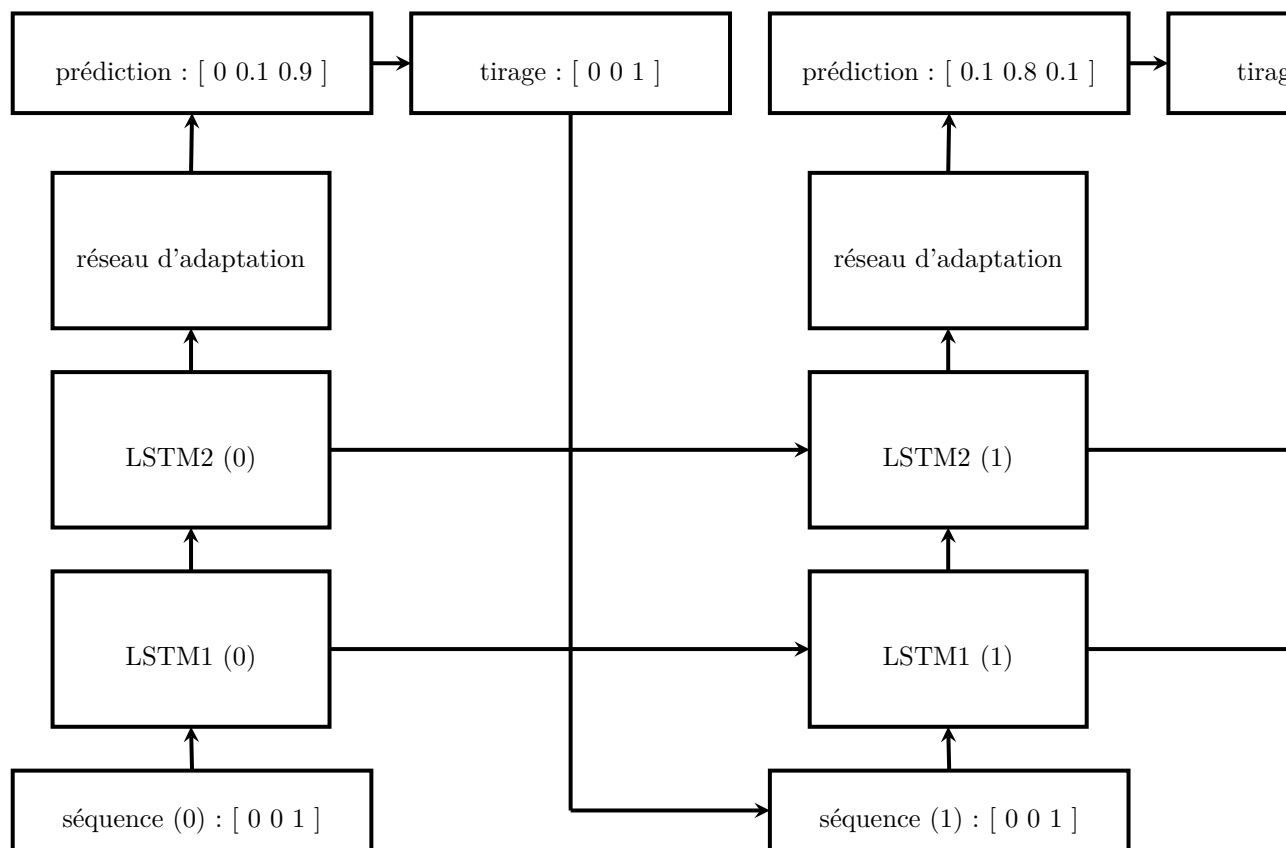 prédiction : [ 0 0.1 0.9 ]
tirage : [ 0 0 1 ]
prédiction : [ 0.1 0.8 0.1 ]
tirag
réseau d'adaptation
réseau d'adaptation
LSTM2 (0)
LSTM2 (1)
LSTM1 (0)
LSTM1 (1)
séquence (0) : [ 0 0 1 ]
séquence (1) : [ 0 0 1 ]